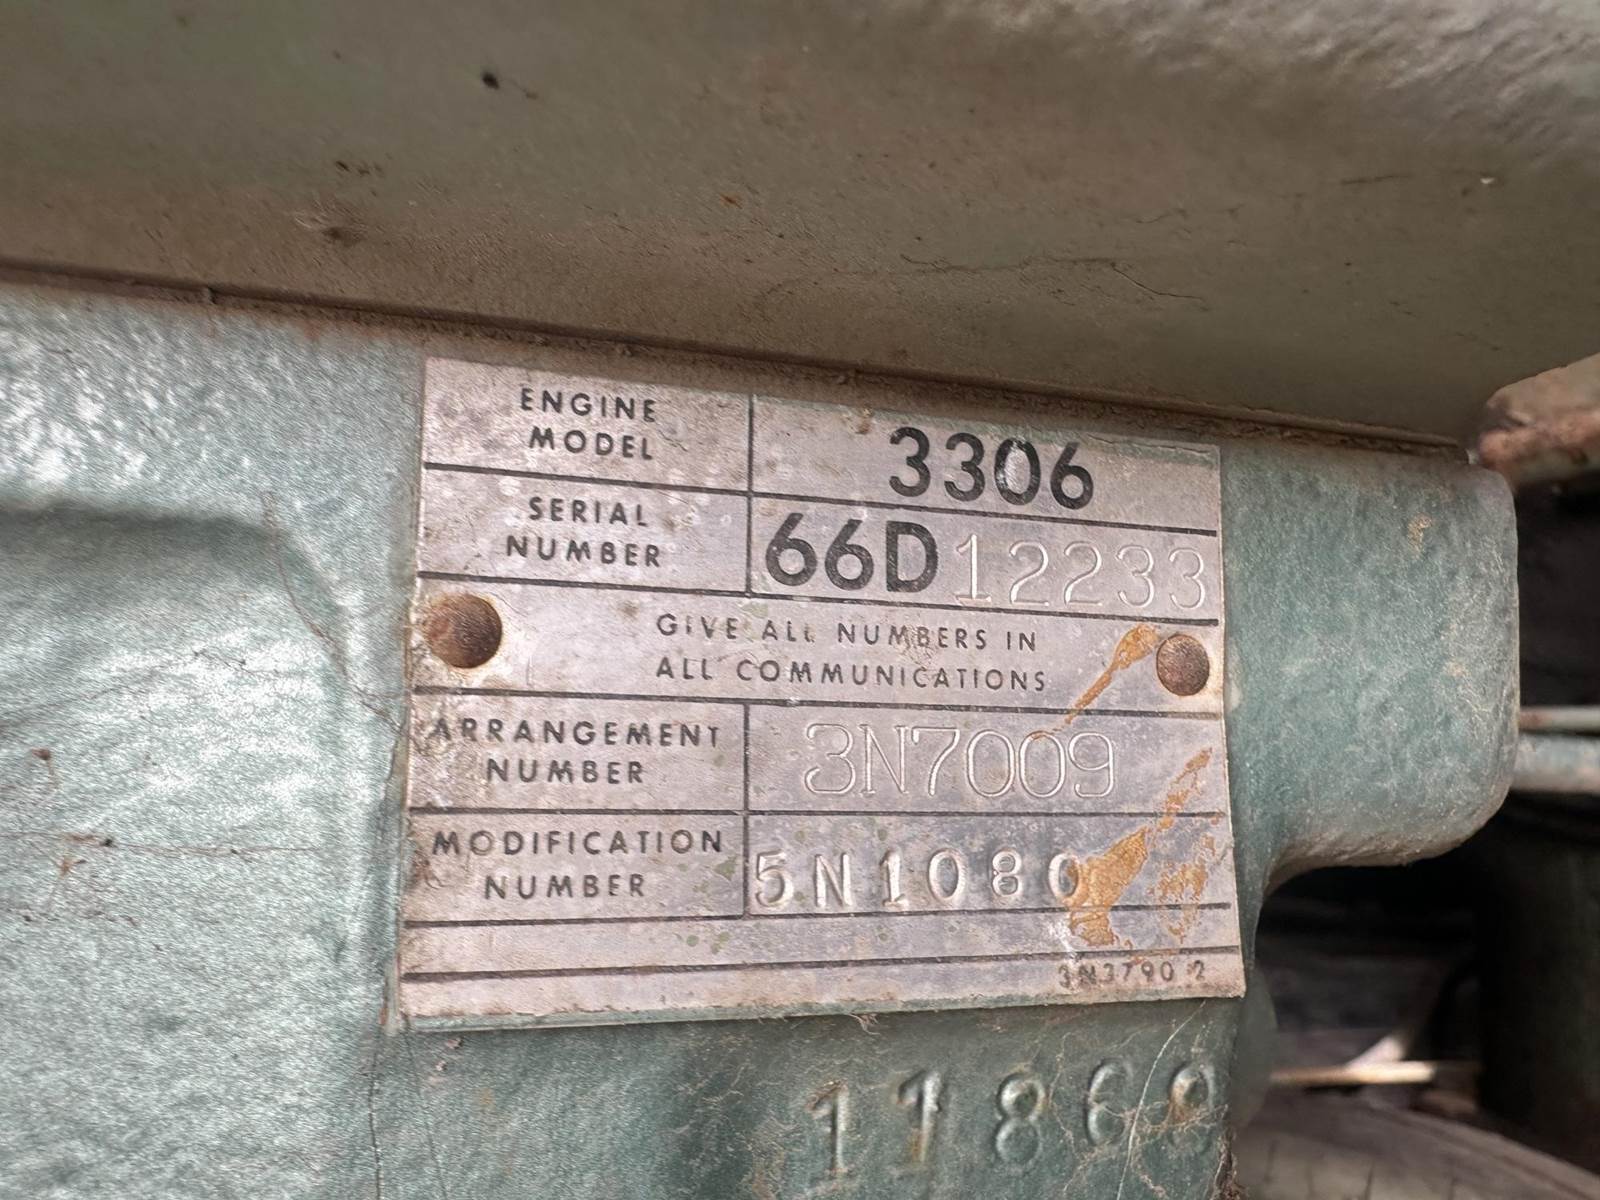 ENGINE
MODEL
3306
SERIAL
NUMBER
66D12233
GIVE ALL NUMBERS IN
ALL COMMUNICATIONS
ARRANGEMENT
NUMBER
3N7009
MODIFICATION
NUMBER
5N1080
3N3790 2